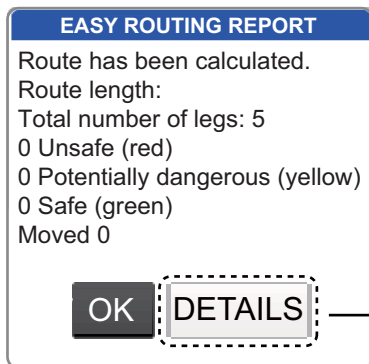 EASY ROUTING REPORT
Route has been calculated.
Route length:
Total number of legs: 5
0 Unsafe (red)
0 Potentially dangerous (yellow)
0 Safe (green)
Moved 0
OK DETAILS